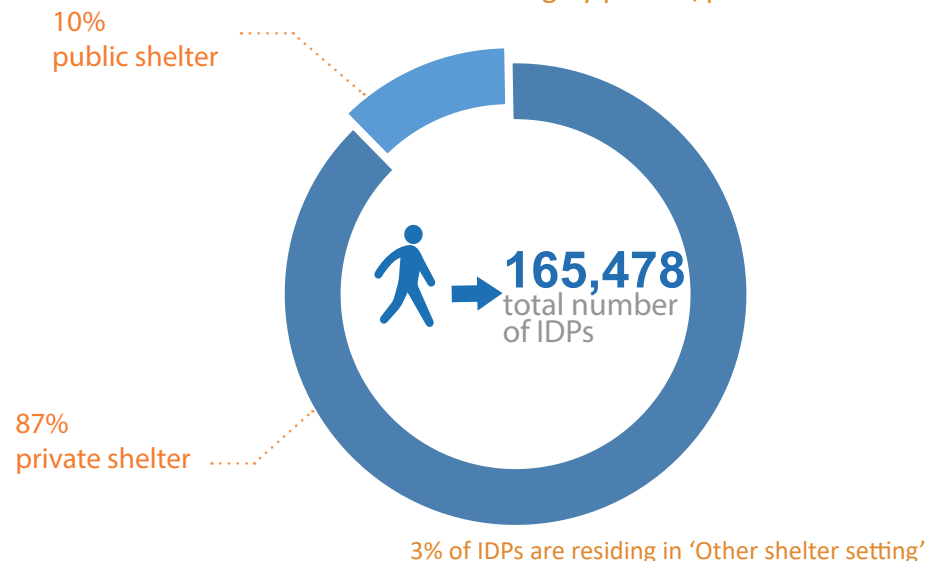 10%
public shelter
165,478
total number
of IDPs
87%
private shelter
3% of IDPs are residing in ‘Other shelter setting’